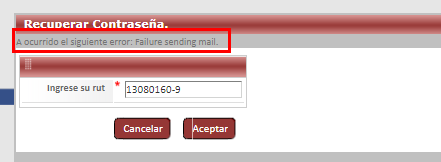 Recuperar Contraseña.
A ocurrido el siguiente error: Failure sending mail.
Ingrese su rut * 13080160-9
Cancelar Aceptar